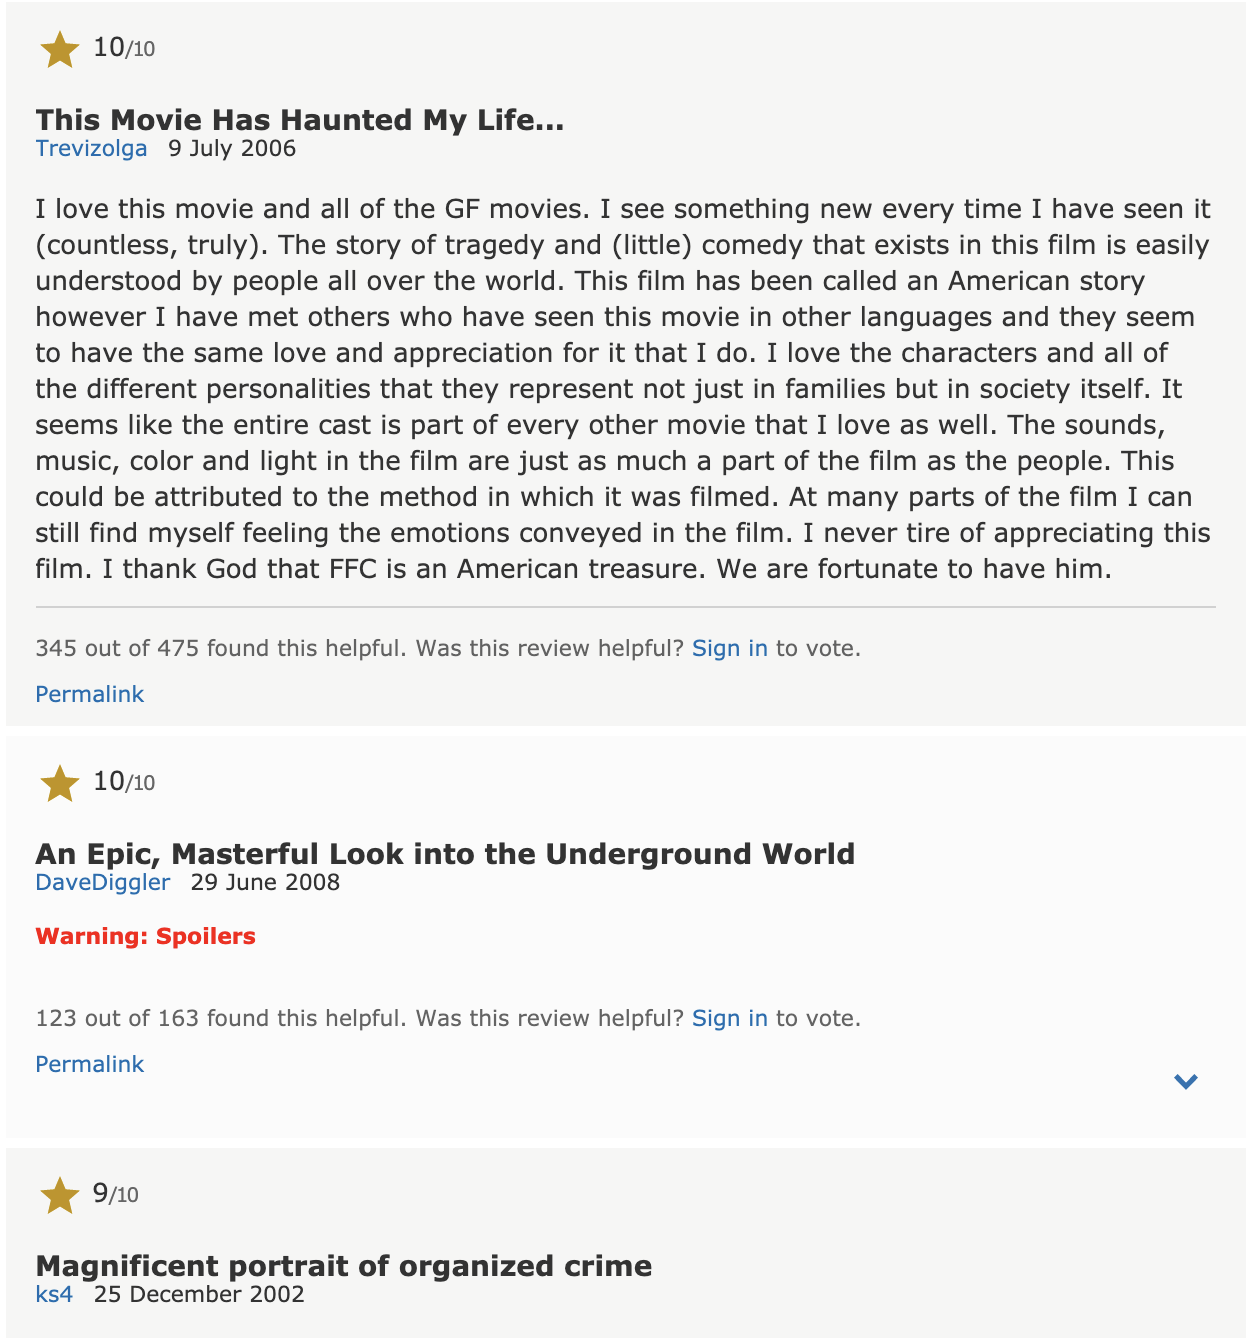 10/10
This Movie Has Haunted My Life...
Trevizolga 9 July 2006
I love this movie and all of the GF movies. I see something new every time I have seen it
(countless, truly). The story of tragedy and (little) comedy that exists in this film is easily
understood by people all over the world. This film has been called an American story
however I have met others who have seen this movie in other languages and they seem
to have the same love and appreciation for it that I do. I love the characters and all of
the different personalities that they represent not just in families but in society itself. It
seems like the entire cast is part of every other movie that I love as well. The sounds,
music, color and light in the film are just as much a part of the film as the people. This
could be attributed to the method in which it was filmed. At many parts of the film I can
still find myself feeling the emotions conveyed in the film. I never tire of appreciating this
film. I thank God that FFC is an American treasure. We are fortunate to have him.
345 out of 475 found this helpful. Was this review helpful? Sign in to vote.
Permalink
10/10
An Epic, Masterful Look into the Underground World
DaveDiggler 29 June 2008
Warning: Spoilers
123 out of 163 found this helpful. Was this review helpful? Sign in to vote.
Permalink
9/10
Magnificent portrait of organized crime
ks4 25 December 2002